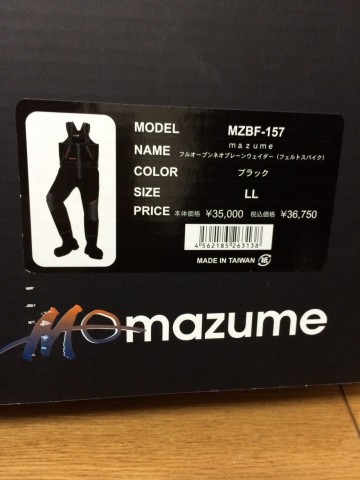 MODEL MZBF-157
NAME mazume
フルオープンネオプレーンウェイダー（フェルトスパイク）
COLOR ブラック
SIZE LL
PRICE 本体価格 ¥35,000 税込価格 ¥36,750
4562185263138
MADE IN TAIWAN
MO mazume